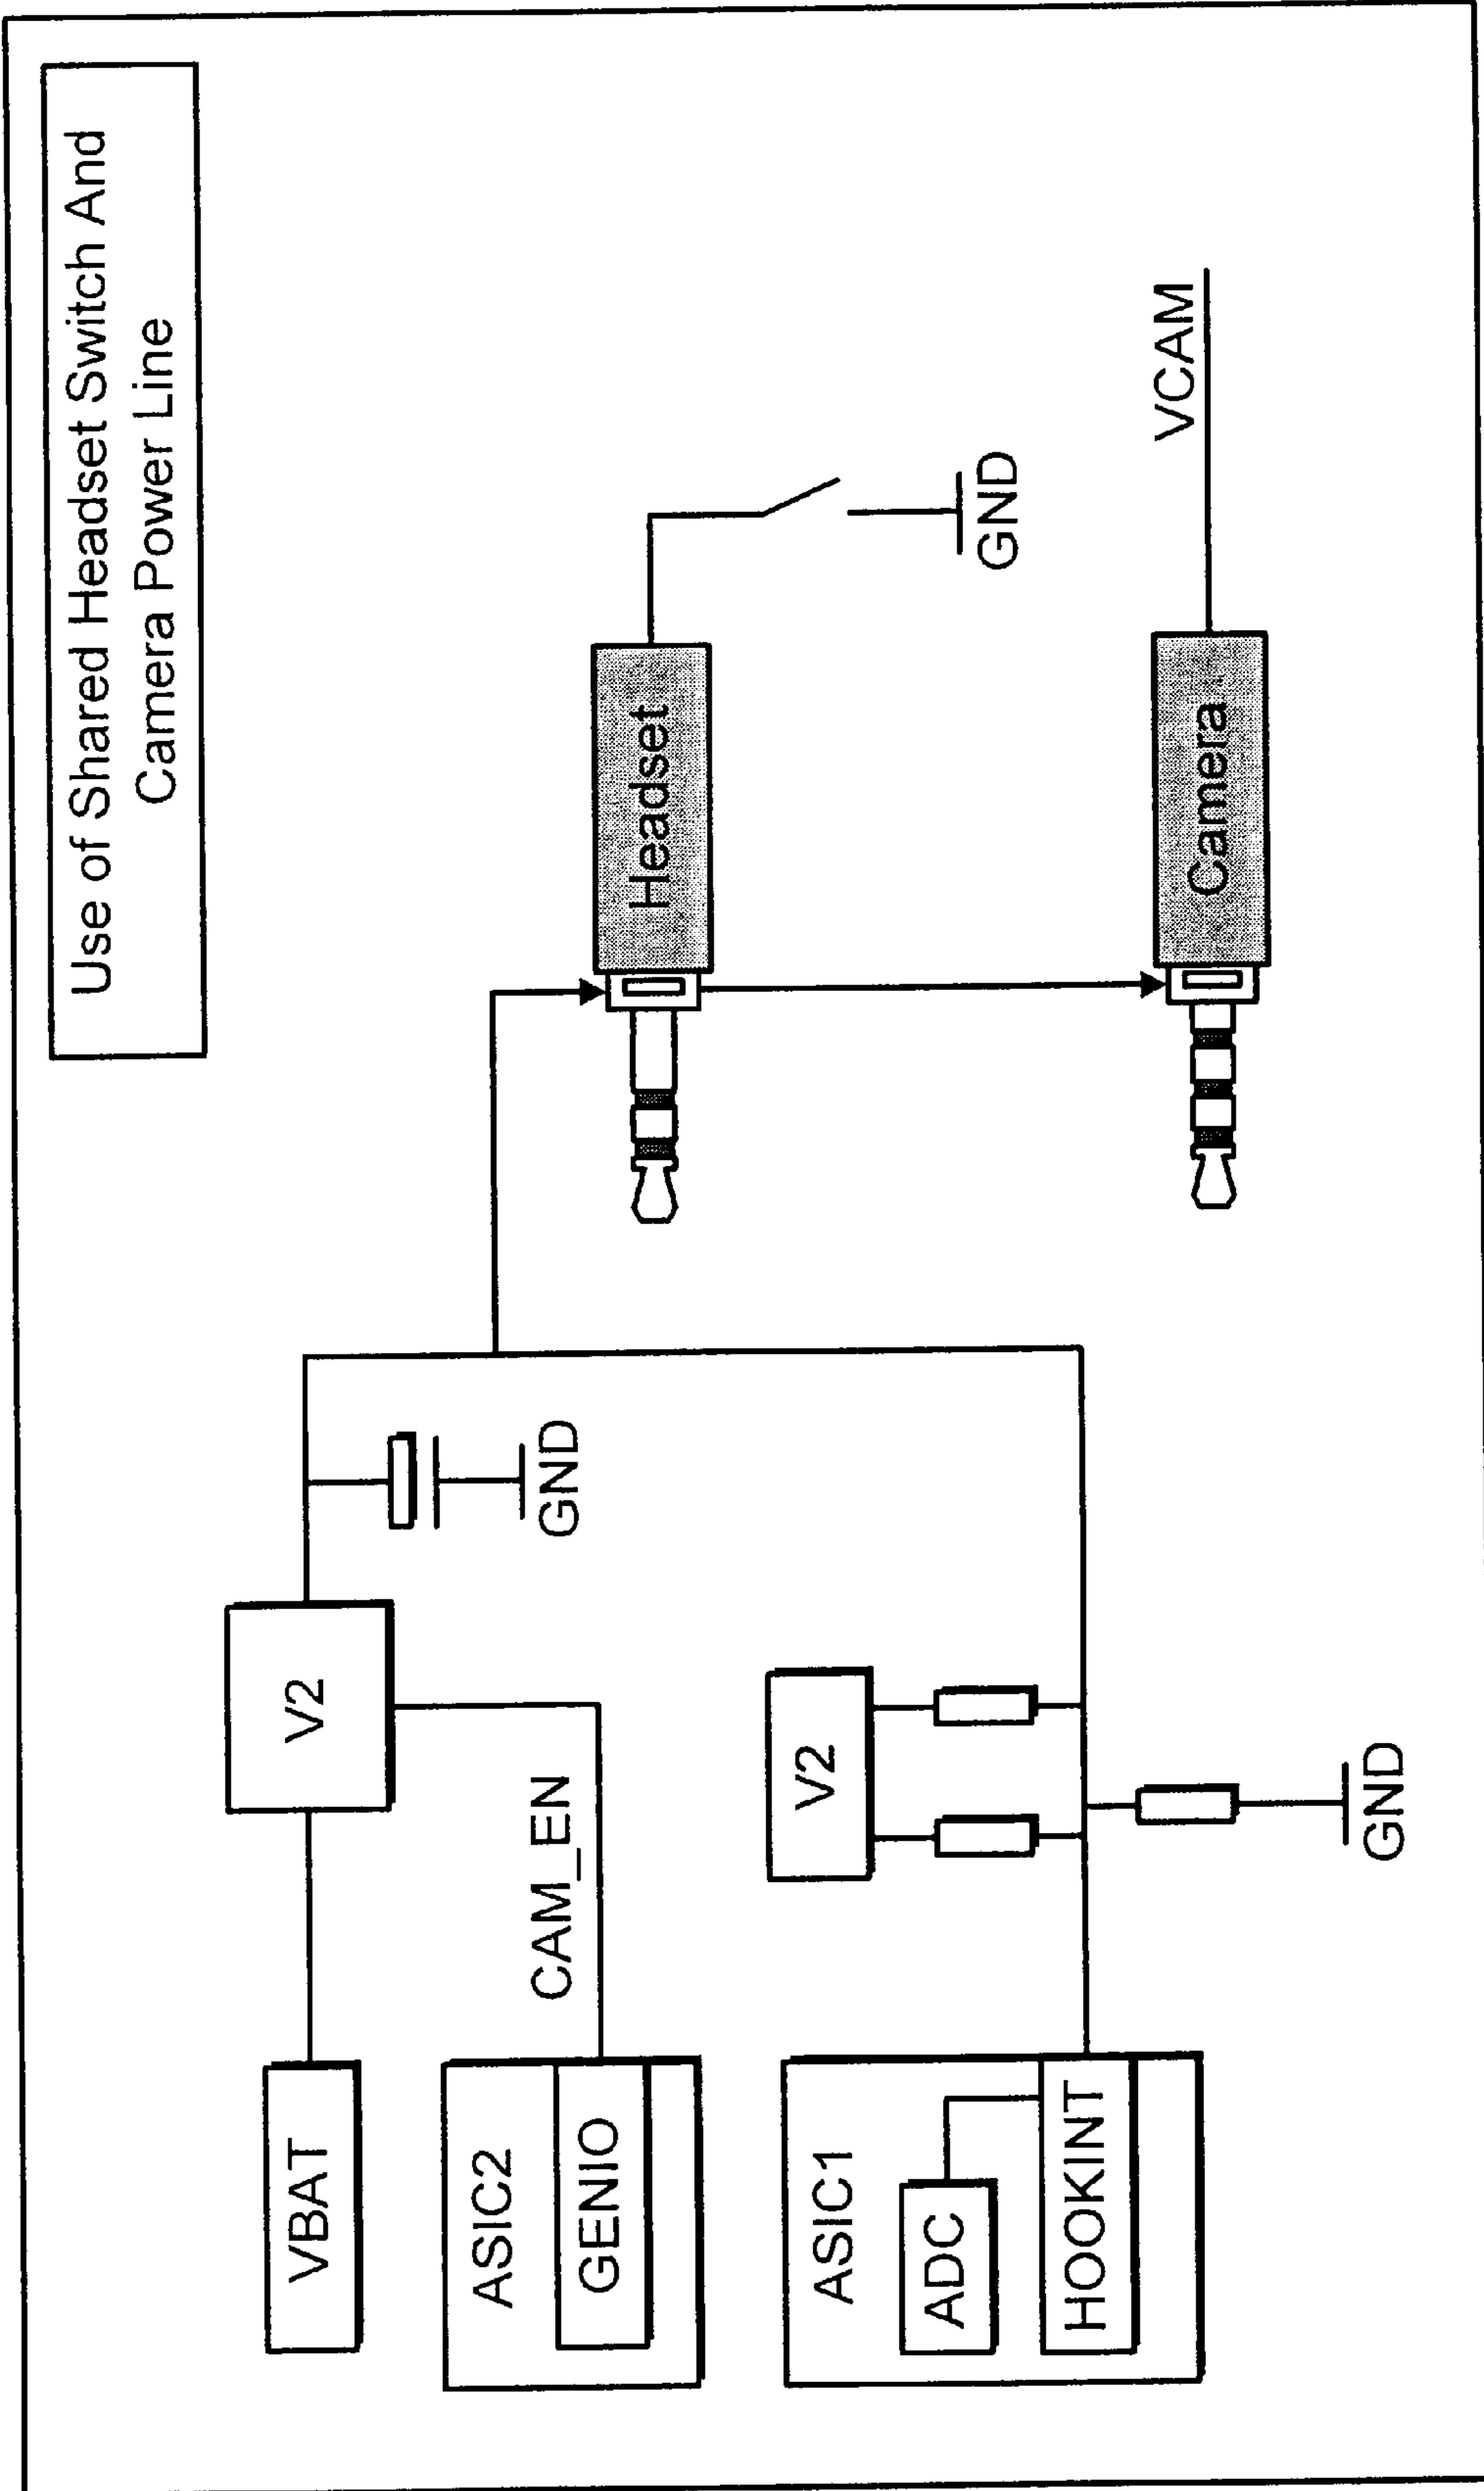 Use of Shared Headset Switch And
Camera Power Line
VBAT
V2
GND
ASIC2
GENIO
CAM_EN
Headset
GND
ASIC1
ADC
HOOKINT
V2
GND
Camera
VCAM